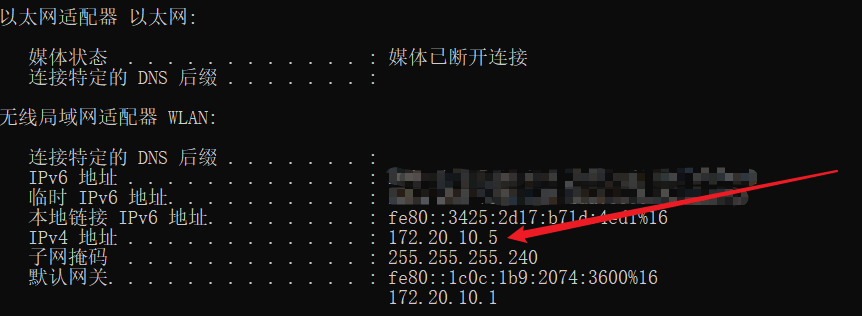 以太网适配器 以太网:
媒体状态 . . . . . . . . . . . . : 媒体已断开连接
连接特定的 DNS 后缀 . . . . . . . :
无线局域网适配器 WLAN:
连接特定的 DNS 后缀 . . . . . . . :
IPv6 地址 . . . . . . . . . . . . :
临时 IPv6 地址. . . . . . . . . . :
本地链接 IPv6 地址. . . . . . . . : fe80::3425:2d17:b71d:4ed1%16
IPv4 地址 . . . . . . . . . . . . : 172.20.10.5
子网掩码 . . . . . . . . . . . . : 255.255.255.240
默认网关. . . . . . . . . . . . . : fe80::1c0c:1b9:2074:3600%16
172.20.10.1